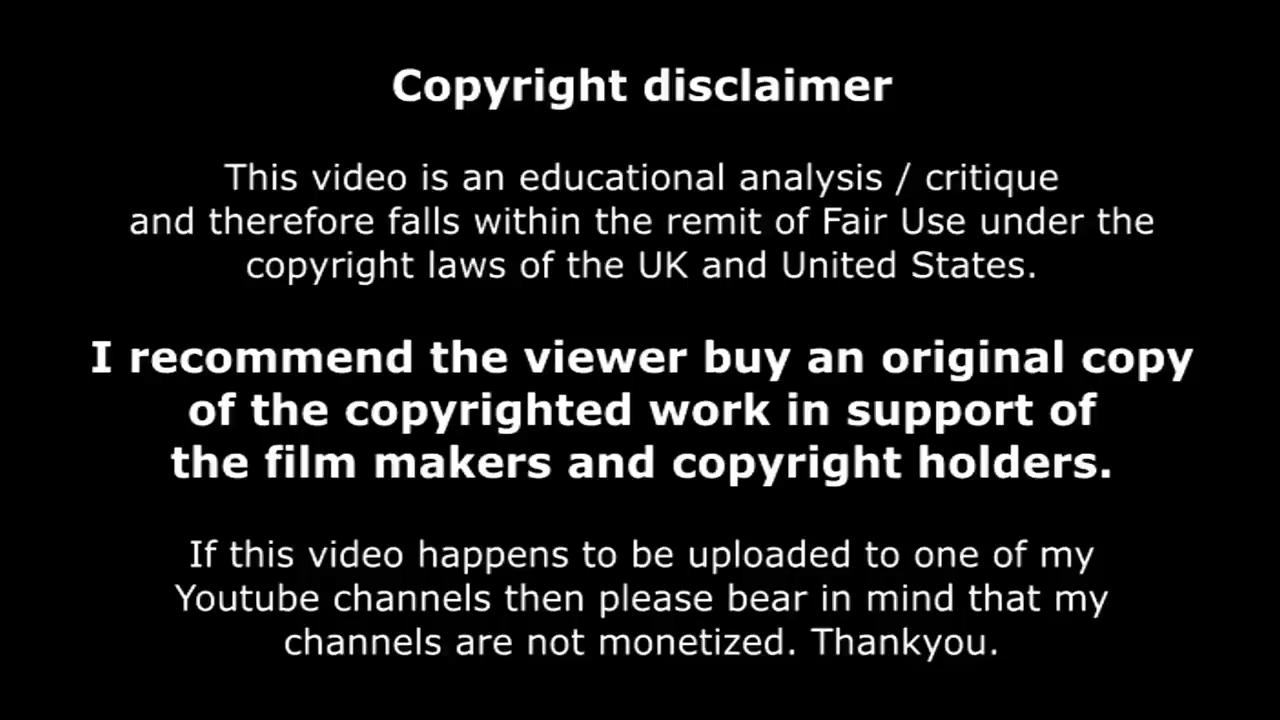 Copyright disclaimer
This video is an educational analysis / critique
and therefore falls within the remit of Fair Use under the
copyright laws of the UK and United States.
I recommend the viewer buy an original copy
of the copyrighted work in support of
the film makers and copyright holders.
If this video happens to be uploaded to one of my
Youtube channels then please bear in mind that my
channels are not monetized. Thankyou.